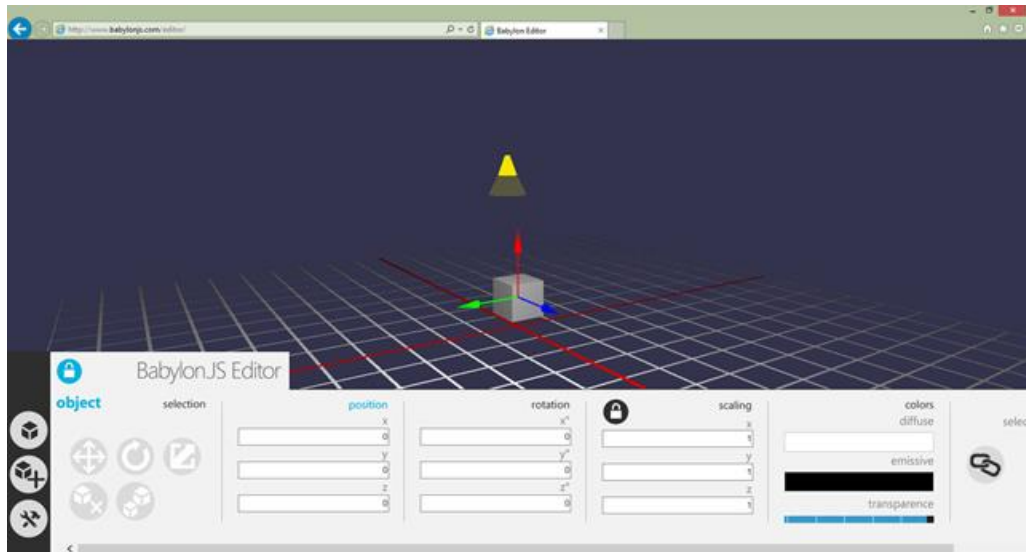 http://www.babylonjs.com/editor/
Babylon Editor
BabylonJS Editor
object
selection
position
x
0
y
0
z
0
rotation
x°
0
y°
0
z°
0
scaling
x
1
y
1
z
1
colors
diffuse
emissive
transparence
selec